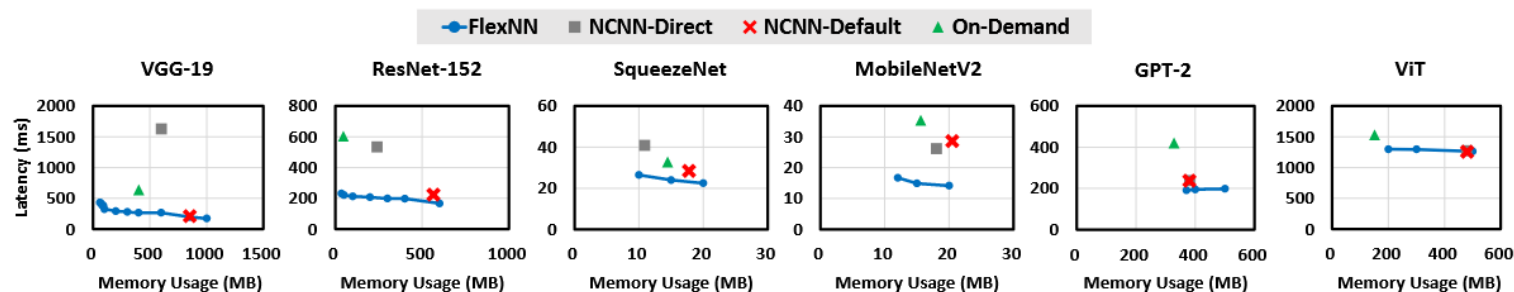 FlexNN NCNN-Direct NCNN-Default On-Demand
VGG-19 ResNet-152 SqueezeNet MobileNetV2 GPT-2 ViT
Latency (ms)
2000
1500
1000
500
0
0 500 1000 1500
Memory Usage (MB)
800
600
400
200
0
0 500 1000
Memory Usage (MB)
60
40
20
0
0 10 20 30
Memory Usage (MB)
40
30
20
10
0
0 10 20 30
Memory Usage (MB)
600
400
200
0
0 200 400 600
Memory Usage (MB)
2000
1500
1000
500
0
0 200 400 600
Memory Usage (MB)